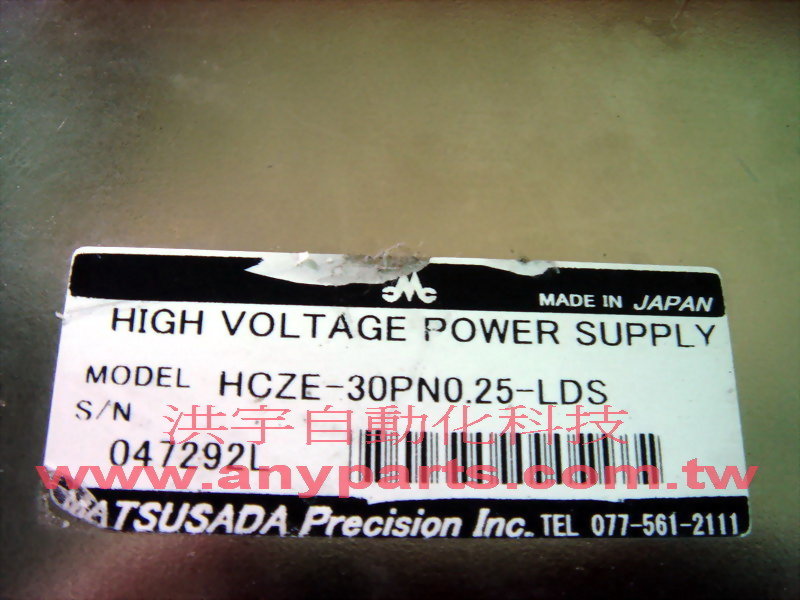 MADE IN JAPAN
HIGH VOLTAGE POWER SUPPLY
MODEL HCZE-30PN0.25-LDS
S/N
洪宇自動化科技
047292L
www.anyparts.com.tw
MATSUSADA Precision Inc. TEL 077-561-2111